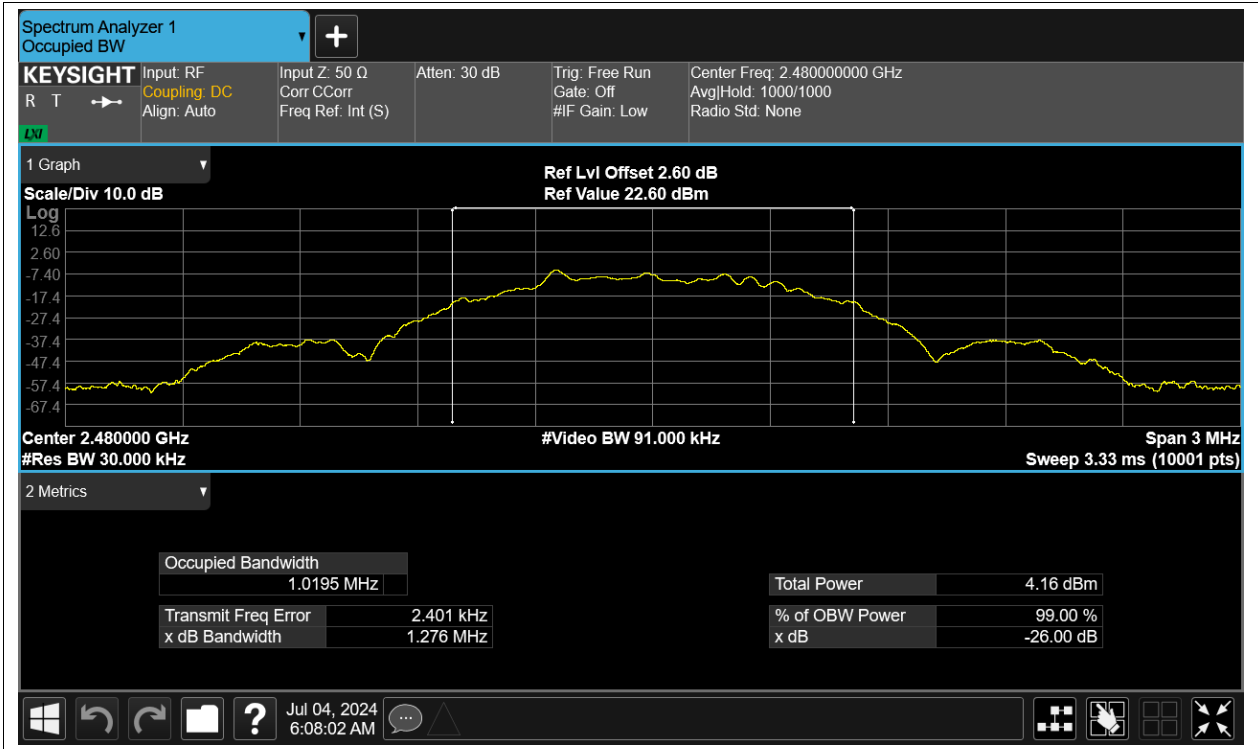 Spectrum Analyzer 1
Occupied BW
KEYSIGHT
R T
LXI
Input: RF
Coupling: DC
Align: Auto
Input Z: 50 Ω
Corr CCorr
Freq Ref: Int (S)
Atten: 30 dB
Trig: Free Run
Gate: Off
#IF Gain: Low
Center Freq: 2.480000000 GHz
Avg|Hold: 1000/1000
Radio Std: None
1 Graph
Scale/Div 10.0 dB
Ref Lvl Offset 2.60 dB
Ref Value 22.60 dBm
Log
12.6
2.60
-7.40
-17.4
-27.4
-37.4
-47.4
-57.4
-67.4
Center 2.480000 GHz
#Res BW 30.000 kHz
#Video BW 91.000 kHz
Span 3 MHz
Sweep 3.33 ms (10001 pts)
2 Metrics
Occupied Bandwidth
1.0195 MHz
Transmit Freq Error 2.401 kHz
x dB Bandwidth 1.276 MHz
Total Power 4.16 dBm
% of OBW Power 99.00 %
x dB -26.00 dB
?
Jul 04, 2024
6:08:02 AM